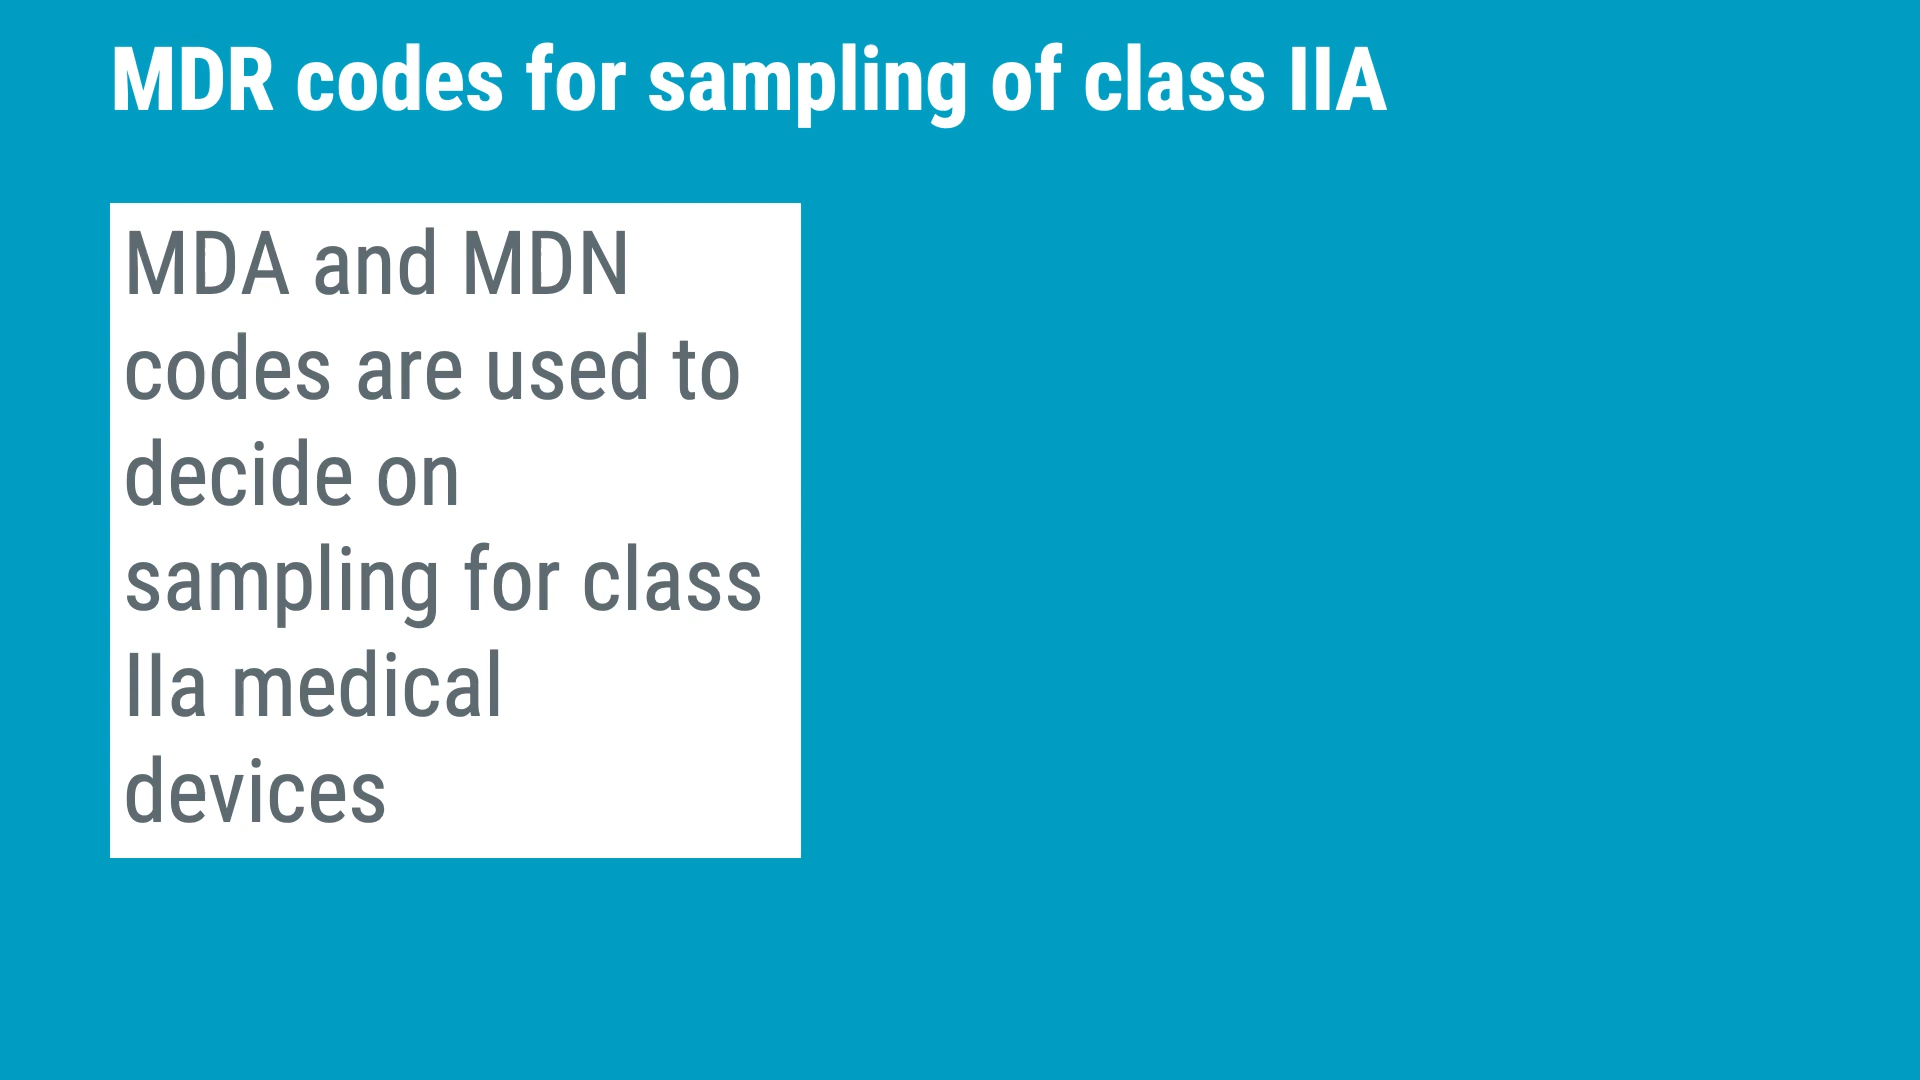 MDR codes for sampling of class IIA
MDA and MDN
codes are used to
decide on
sampling for class
IIa medical
devices